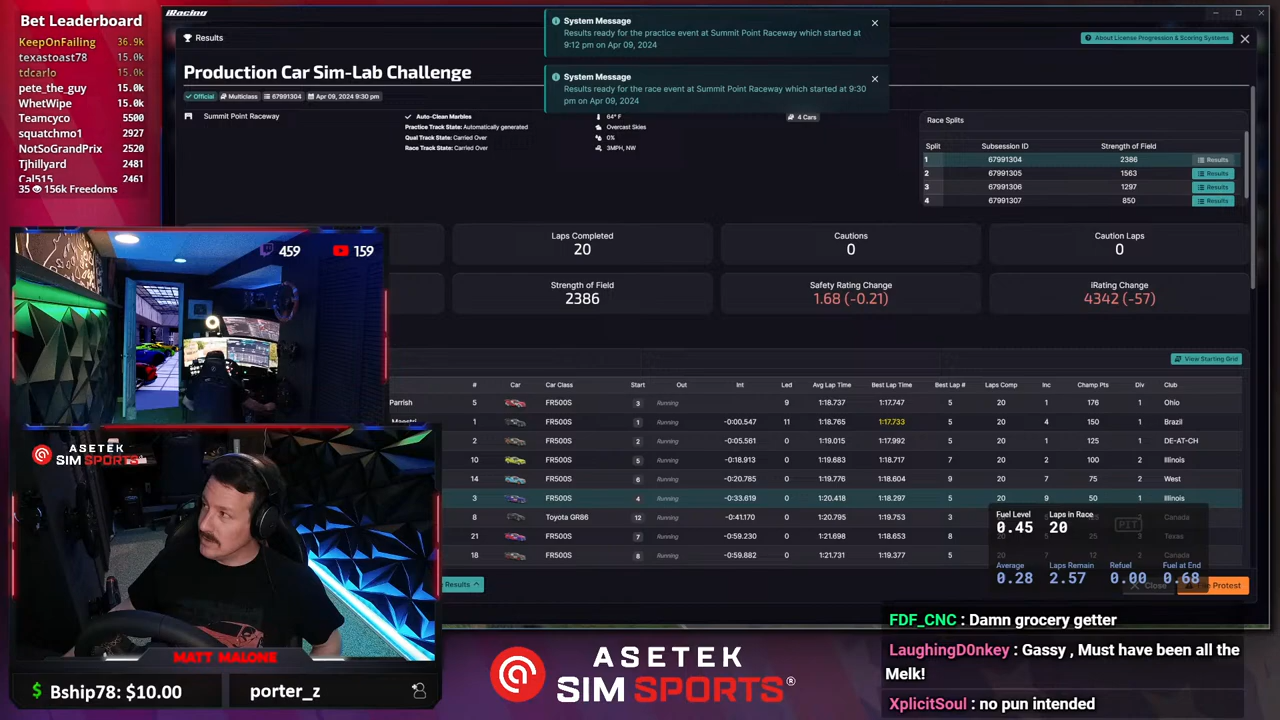 Bet Leaderboard
KeepOnFailing 36.9k
texastoast78 15.0k
tdcarlo 15.0k
pete_the_guy 15.0k
WhetWipe 15.0k
Teamcyco 5500
squatchmo1 2927
NotSoGrandPrix 2520
Tjhillyard 2481
Cal515 2461
35 156k Freedoms
iRacing
Results
About License Progression & Scoring Systems
System Message
Results ready for the practice event at Summit Point Raceway which started at
9:12 pm on Apr 09, 2024
System Message
Results ready for the race event at Summit Point Raceway which started at 9:30
pm on Apr 09, 2024
Production Car Sim-Lab Challenge
Official Multiclass 67991304 Apr 09, 2024 9:30 pm
Summit Point Raceway
Auto-Clean Marbles
Practice Track State: Automatically generated
Qual Track State: Carried Over
Race Track State: Carried Over
64° F
Overcast Skies
0%
3MPH, NW
4 Cars
Race Splits
Split Subsession ID Strength of Field
1 67991304 2386 Results
2 67991305 1563 Results
3 67991306 1297 Results
4 67991307 850 Results
Laps Completed
20
Cautions
0
Caution Laps
0
Strength of Field
2386
Safety Rating Change
1.68 (-0.21)
iRating Change
4342 (-57)
View Starting Grid
# Car Car Class Start Out Int Led Avg Lap Time Best Lap Time Best Lap # Laps Comp Inc Champ Pts Div Club
Parrish 5 FR500S 3 Running 9 1:18.737 1:17.747 5 20 1 176 1 Ohio
Maestri 1 FR500S 1 Running -0:00.547 11 1:18.765 1:17.733 5 20 4 150 1 Brazil
2 FR500S 2 Running -0:05.561 0 1:19.015 1:17.992 5 20 1 125 1 DE-AT-CH
10 FR500S 5 Running -0:18.913 0 1:19.683 1:18.717 7 20 2 100 2 Illinois
14 FR500S 6 Running -0:20.785 0 1:19.776 1:18.604 9 20 7 75 2 West
3 FR500S 4 Running -0:33.619 0 1:20.418 1:18.297 5 20 9 50 1 Illinois
8 Toyota GR86 12 Running -0:41.170 0 1:20.795 1:19.753 3 Canada
21 FR500S 7 Running -0:59.230 0 1:21.698 1:18.653 8 20 25 Texas
18 FR500S 8 Running -0:59.882 0 1:21.731 1:19.377 5 20 7 12 2 Canada
Fuel Level Laps in Race
0.45 20 PIT
Average Laps Remain Refuel Fuel at End
0.28 2.57 0.00 0.68
Results Close Protest
459 159
ASETEK
SIM SPORTS
MATT MALONE
$ Bship78: $10.00
porter_z
ASETEK
SIM SPORTS®
FDF_CNC : Damn grocery getter
LaughingD0nkey : Gassy , Must have been all the
Melk!
XplicitSoul : no pun intended